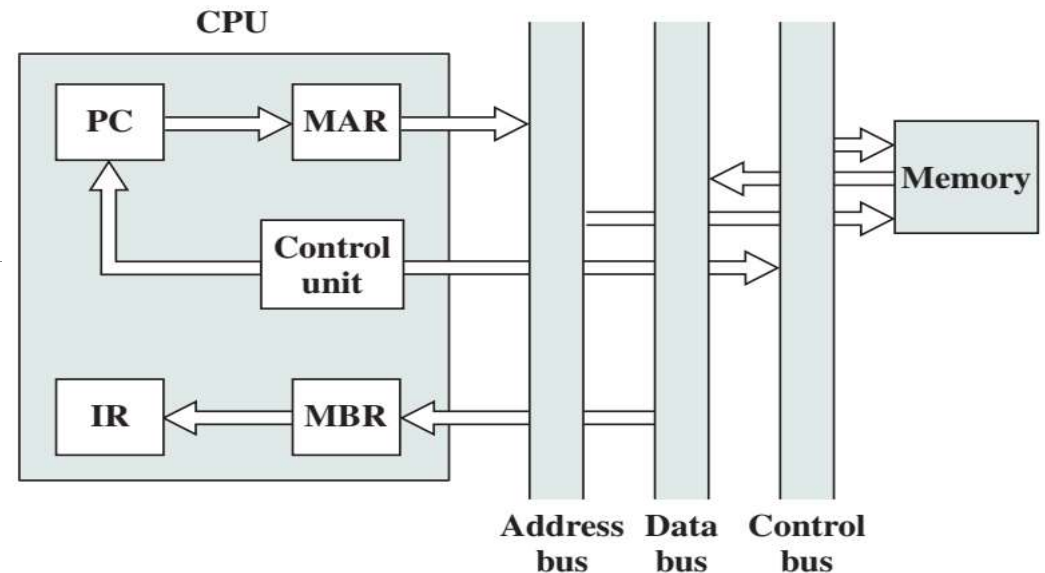 CPU
PC
MAR
Memory
Control
unit
IR
MBR
Address
bus
Data
bus
Control
bus